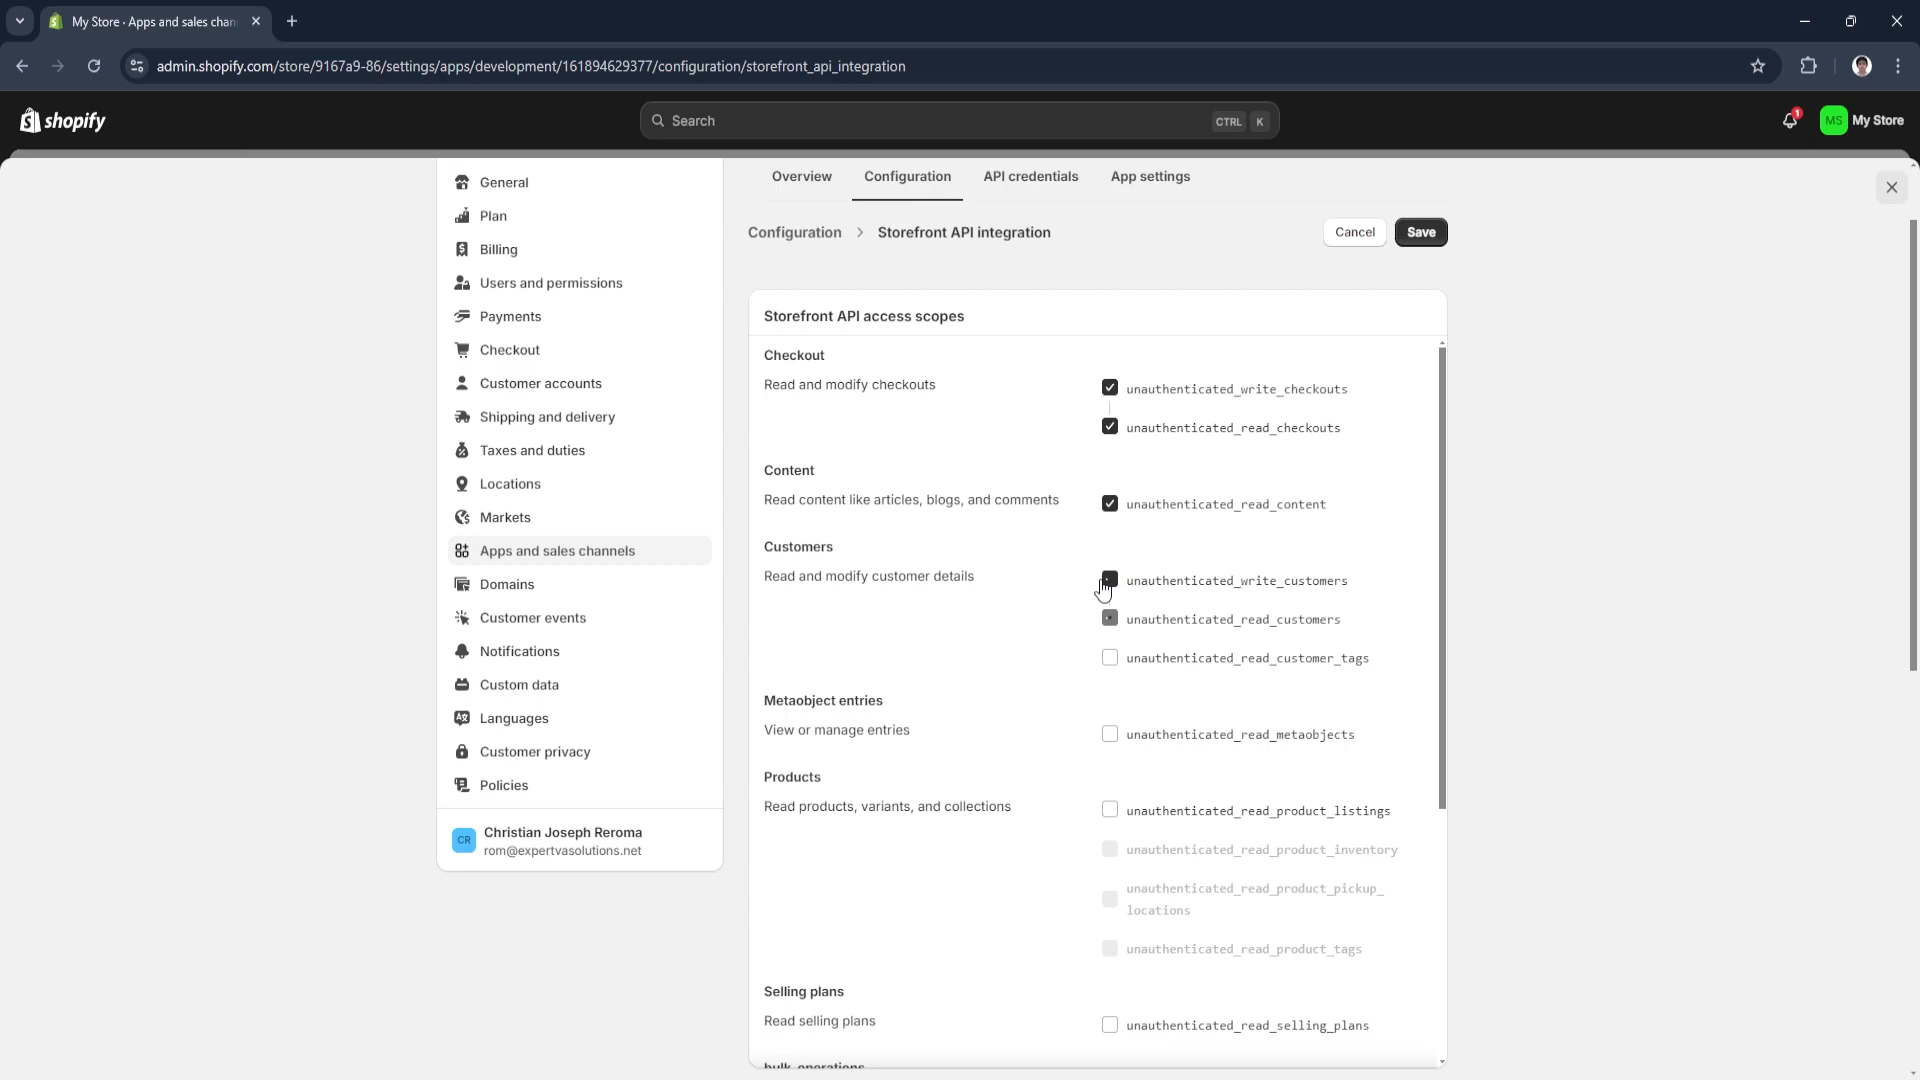 My Store · Apps and sales chan
admin.shopify.com/store/9167a9-86/settings/apps/development/161894629377/configuration/storefront_api_integration
shopify
Search
CTRL K
1
MS
My Store
General
Plan
Billing
Users and permissions
Payments
Checkout
Customer accounts
Shipping and delivery
Taxes and duties
Locations
Markets
Apps and sales channels
Domains
Customer events
Notifications
Custom data
Languages
Customer privacy
Policies
CR
Christian Joseph Reroma
rom@expertvasolutions.net
Overview
Configuration
API credentials
App settings
Configuration > Storefront API integration
Cancel
Save
Storefront API access scopes
Checkout
Read and modify checkouts
unauthenticated_write_checkouts
unauthenticated_read_checkouts
Content
Read content like articles, blogs, and comments
unauthenticated_read_content
Customers
Read and modify customer details
unauthenticated_write_customers
unauthenticated_read_customers
unauthenticated_read_customer_tags
Metaobject entries
View or manage entries
unauthenticated_read_metaobjects
Products
Read products, variants, and collections
unauthenticated_read_product_listings
unauthenticated_read_product_inventory
unauthenticated_read_product_pickup_
locations
unauthenticated_read_product_tags
Selling plans
Read selling plans
unauthenticated_read_selling_plans
bulk_operations